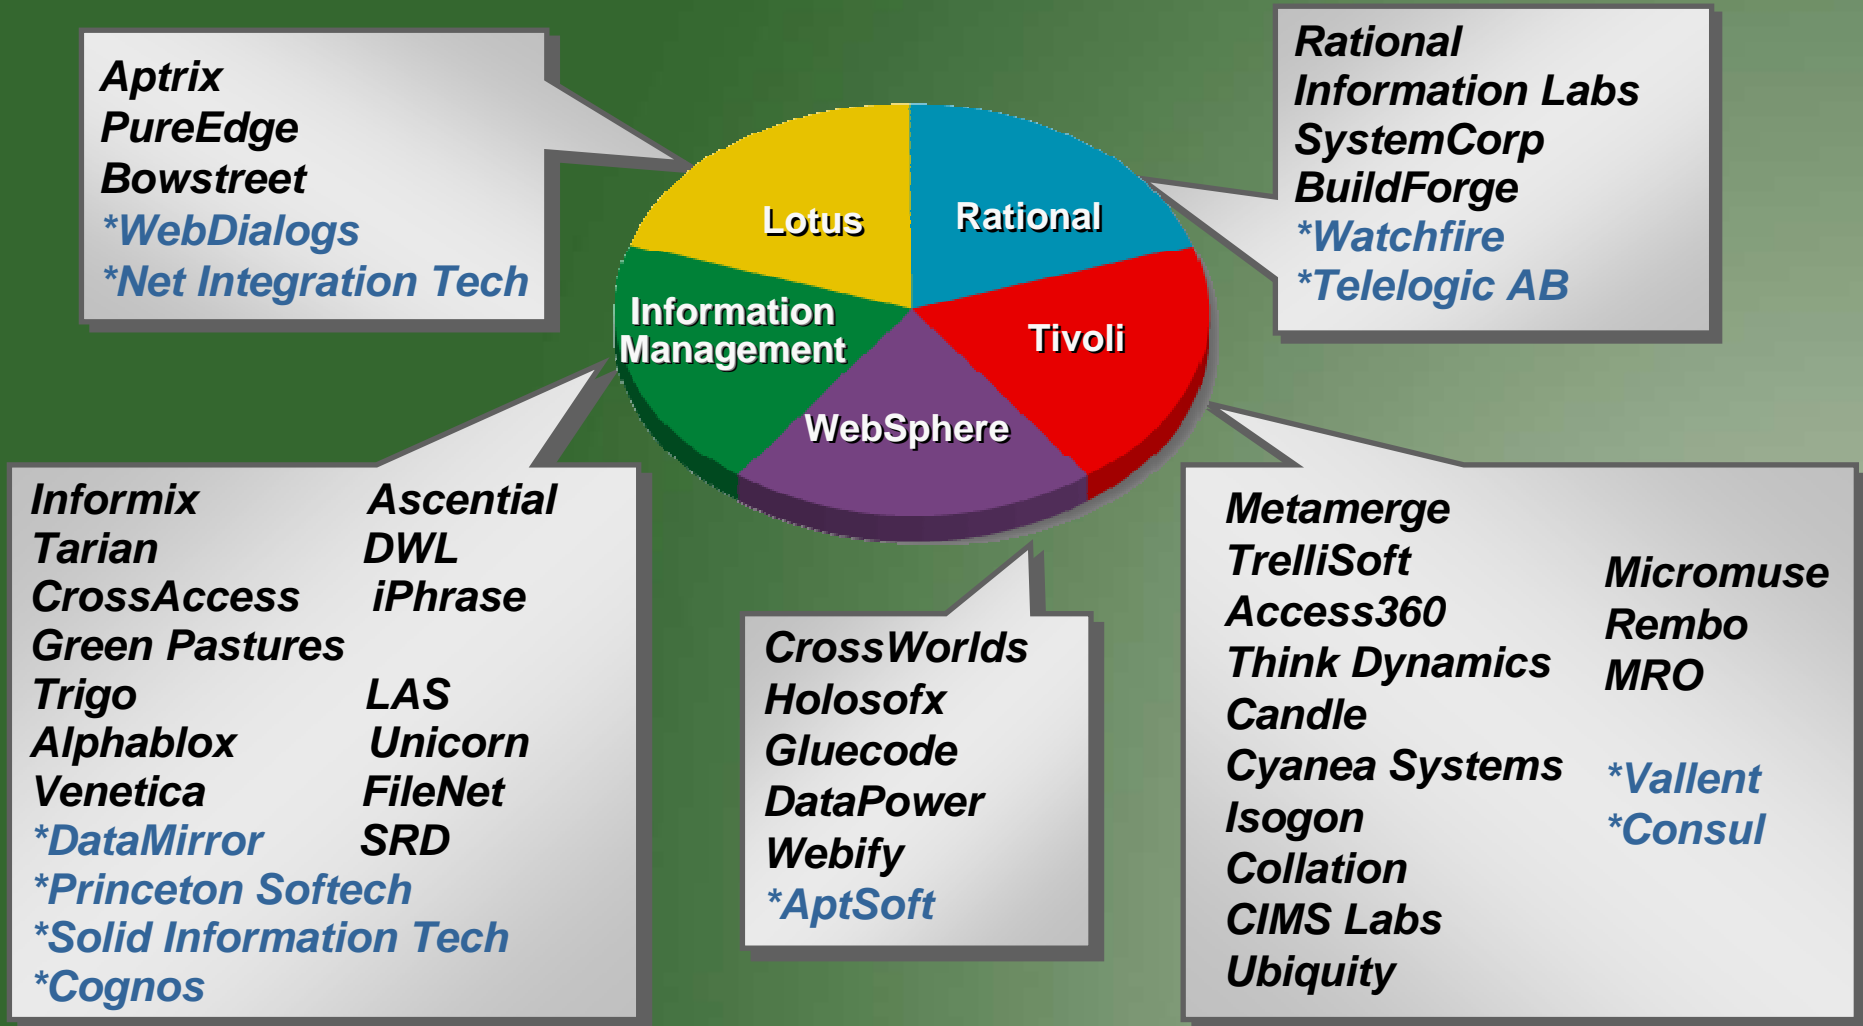 Aptrix
PureEdge
Bowstreet
*WebDialogs
*Net Integration Tech
Rational
Information Labs
SystemCorp
BuildForge
*Watchfire
*Telelogic AB
Lotus
Rational
Information
Management
Tivoli
WebSphere
Informix Ascential
Tarian DWL
CrossAccess iPhrase
Green Pastures
Trigo LAS
Alphablox Unicorn
Venetica FileNet
*DataMirror SRD
*Princeton Softech
*Solid Information Tech
*Cognos
CrossWorlds
Holosofx
Gluecode
DataPower
Webify
*AptSoft
Metamerge
TrelliSoft
Access360
Think Dynamics
Candle
Cyanea Systems
Isogon
Collation
CIMS Labs
Ubiquity
Micromuse
Rembo
MRO
*Vallent
*Consul